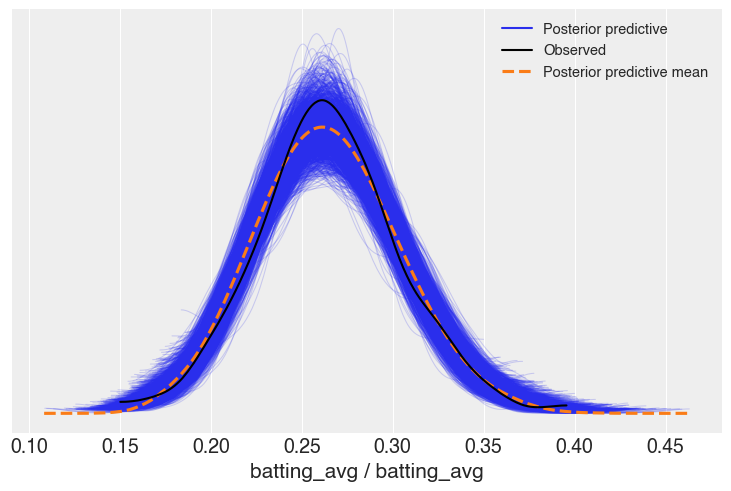 Posterior predictive
Observed
Posterior predictive mean
0.10 0.15 0.20 0.25 0.30 0.35 0.40 0.45
batting_avg / batting_avg